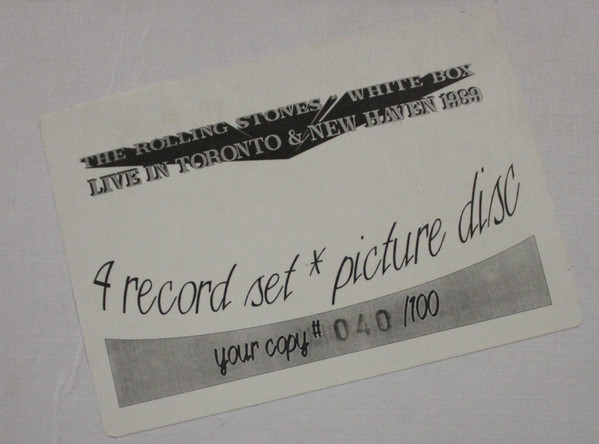 THE ROLLING STONES - WHITE BOX
LIVE IN TORONTO & NEW HAVEN 1989
4 record set * picture disc
your copy # 040 /100